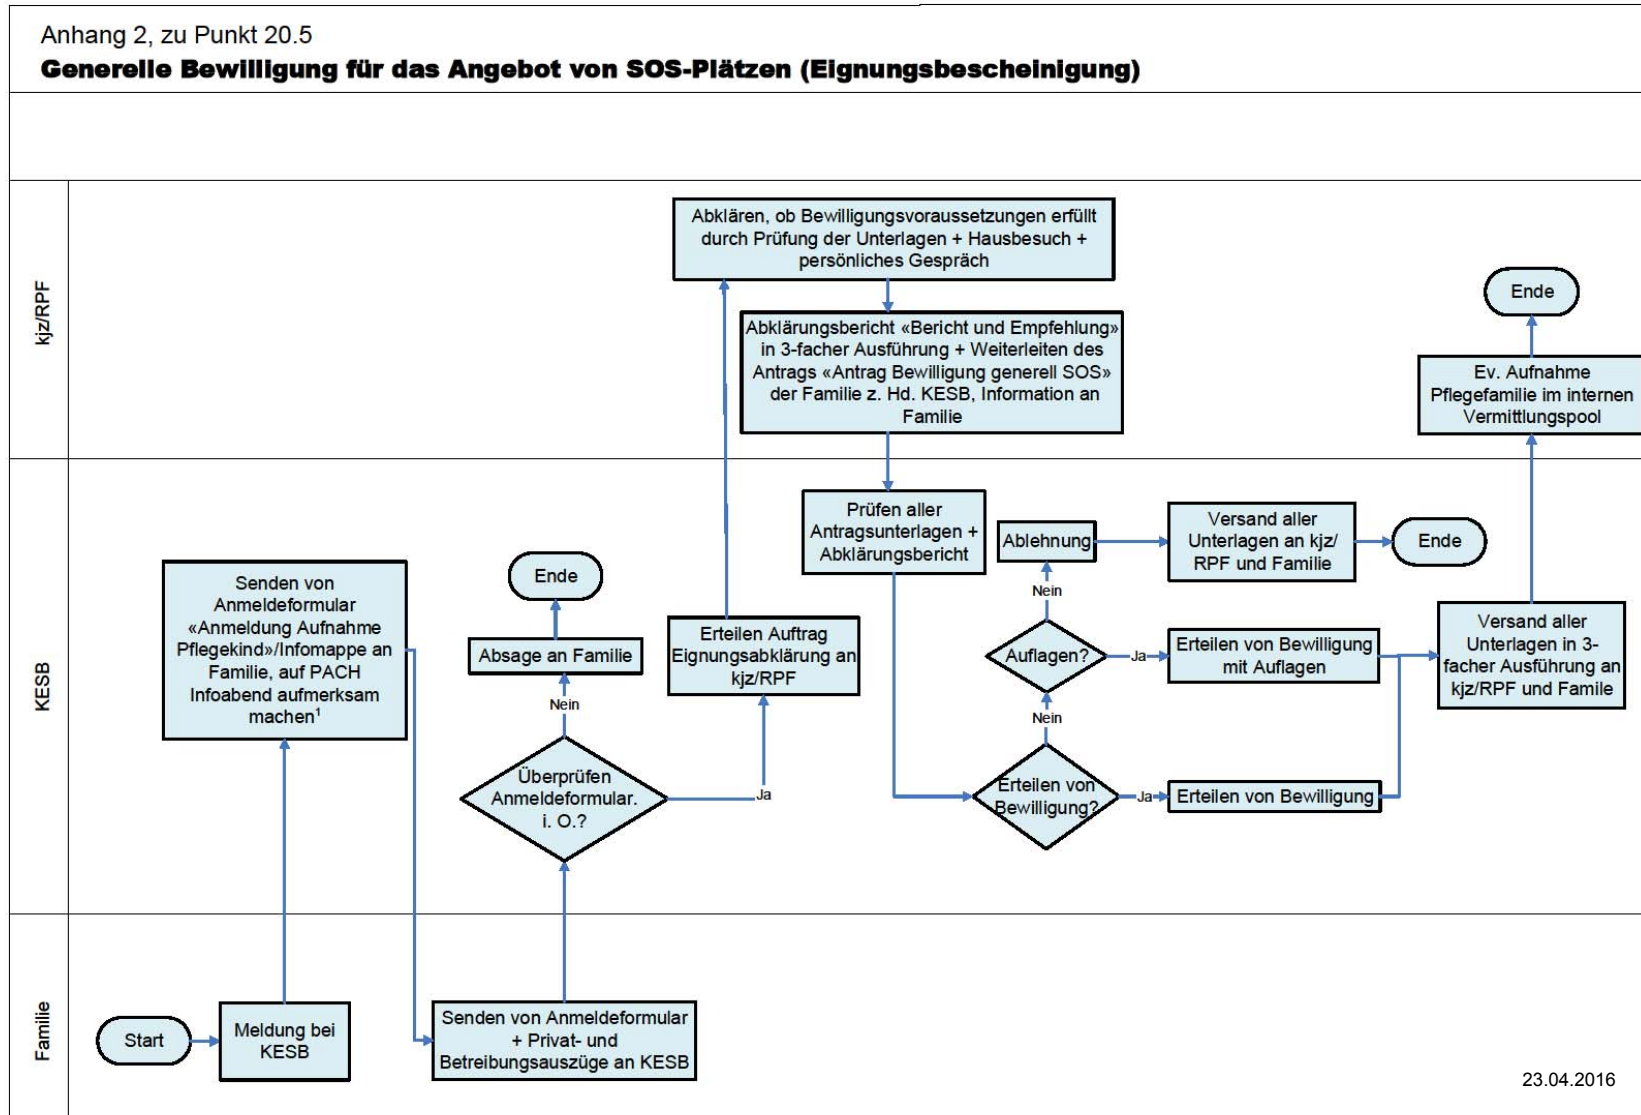 Anhang 2, zu Punkt 20.5
Generelle Bewilligung für das Angebot von SOS-Plätzen (Eignungsbescheinigung)
kjz/RPF
Abklären, ob Bewilligungsvoraussetzungen erfüllt
durch Prüfung der Unterlagen + Hausbesuch +
persönliches Gespräch
Abklärungsbericht «Bericht und Empfehlung»
in 3-facher Ausführung + Weiterleiten des
Antrags «Antrag Bewilligung generell SOS»
der Familie z. Hd. KESB, Information an
Familie
Ende
Ev. Aufnahme
Pflegefamilie im internen
Vermittlungspool
KESB
Senden von
Anmeldeformular
«Anmeldung Aufnahme
Pflegekind»/Infomappe an
Familie, auf PACH
Infoabend aufmerksam
machen¹
Ende
Absage an Familie
Nein
Überprüfen
Anmeldeformular.
i. O.?
Ja
Erteilen Auftrag
Eignungsabklärung an
kjz/RPF
Prüfen aller
Antragsunterlagen +
Abklärungsbericht
Ablehnung
Nein
Auflagen?
Ja
Nein
Erteilen von
Bewilligung?
Ja
Versand aller
Unterlagen an kjz/
RPF und Familie
Ende
Erteilen von Bewilligung
mit Auflagen
Erteilen von Bewilligung
Versand aller
Unterlagen in 3-
facher Ausführung an
kjz/RPF und Famile
Familie
Start
Meldung bei
KESB
Senden von Anmeldeformular
+ Privat- und
Betreibungsauszüge an KESB
23.04.2016